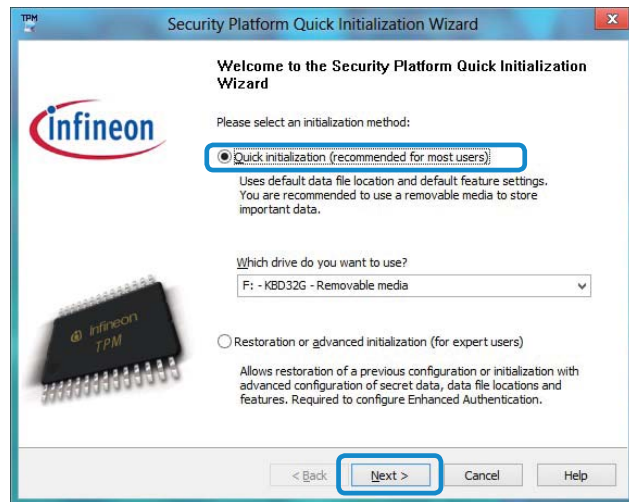 TPM
Security Platform Quick Initialization Wizard
x
Welcome to the Security Platform Quick Initialization
Wizard
infineon
Please select an initialization method:
Quick initialization (recommended for most users)
Uses default data file location and default feature settings.
You are recommended to use a removable media to store
important data.
Which drive do you want to use?
F: - KBD32G - Removable media
Infineon
TPM
Restoration or advanced initialization (for expert users)
Allows restoration of a previous configuration or initialization with
advanced configuration of secret data, data file locations and
features. Required to configure Enhanced Authentication.
< Back
Next >
Cancel
Help